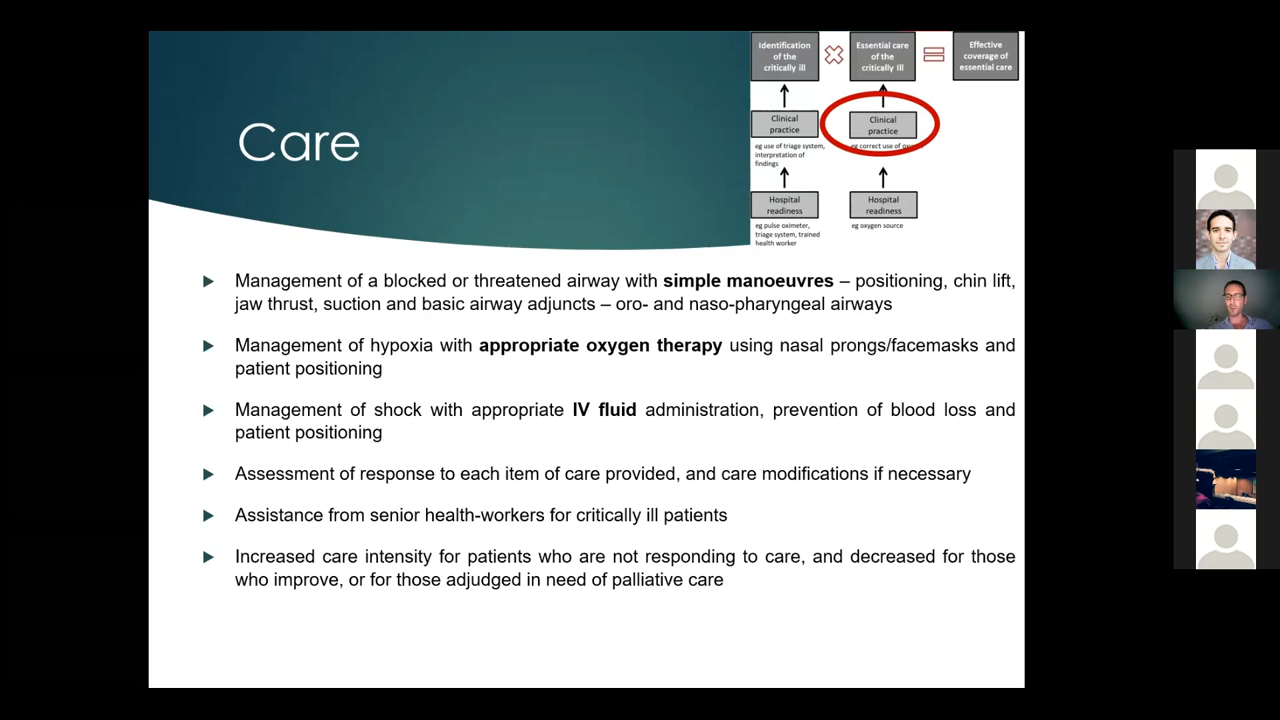 Care
Identification
of the
critically ill
Essential care
of the
critically Ill
Effective
coverage of
essential care
Clinical
practice
eg use of triage system,
interpretation of
findings
Clinical
practice
eg correct use of
Hospital
readiness
eg pulse oximeter,
triage system, trained
health worker
Hospital
readiness
eg oxygen source
Management of a blocked or threatened airway with simple manoeuvres – positioning, chin lift,
jaw thrust, suction and basic airway adjuncts – oro- and naso-pharyngeal airways
Management of hypoxia with appropriate oxygen therapy using nasal prongs/facemasks and
patient positioning
Management of shock with appropriate IV fluid administration, prevention of blood loss and
patient positioning
Assessment of response to each item of care provided, and care modifications if necessary
Assistance from senior health-workers for critically ill patients
Increased care intensity for patients who are not responding to care, and decreased for those
who improve, or for those adjudged in need of palliative care